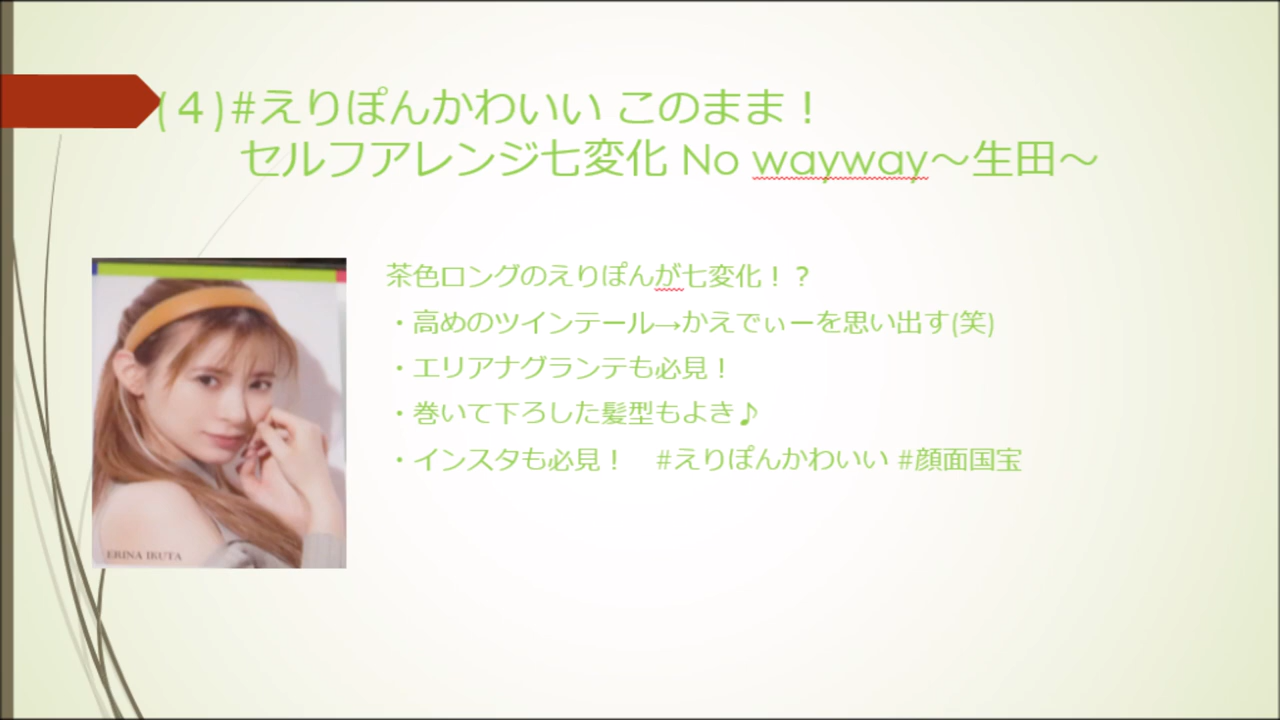 (４)#えりぽんかわいい このまま！
セルフアレンジ七変化 No wayway～生田～
茶色ロングのえりぽんが七変化！？
・高めのツインテール→かえでぃーを思い出す(笑)
・エリアナグランテも必見！
・巻いて下ろした髪型もよき♪
・インスタも必見！　#えりぽんかわいい #顔面国宝
ERINA IKUTA